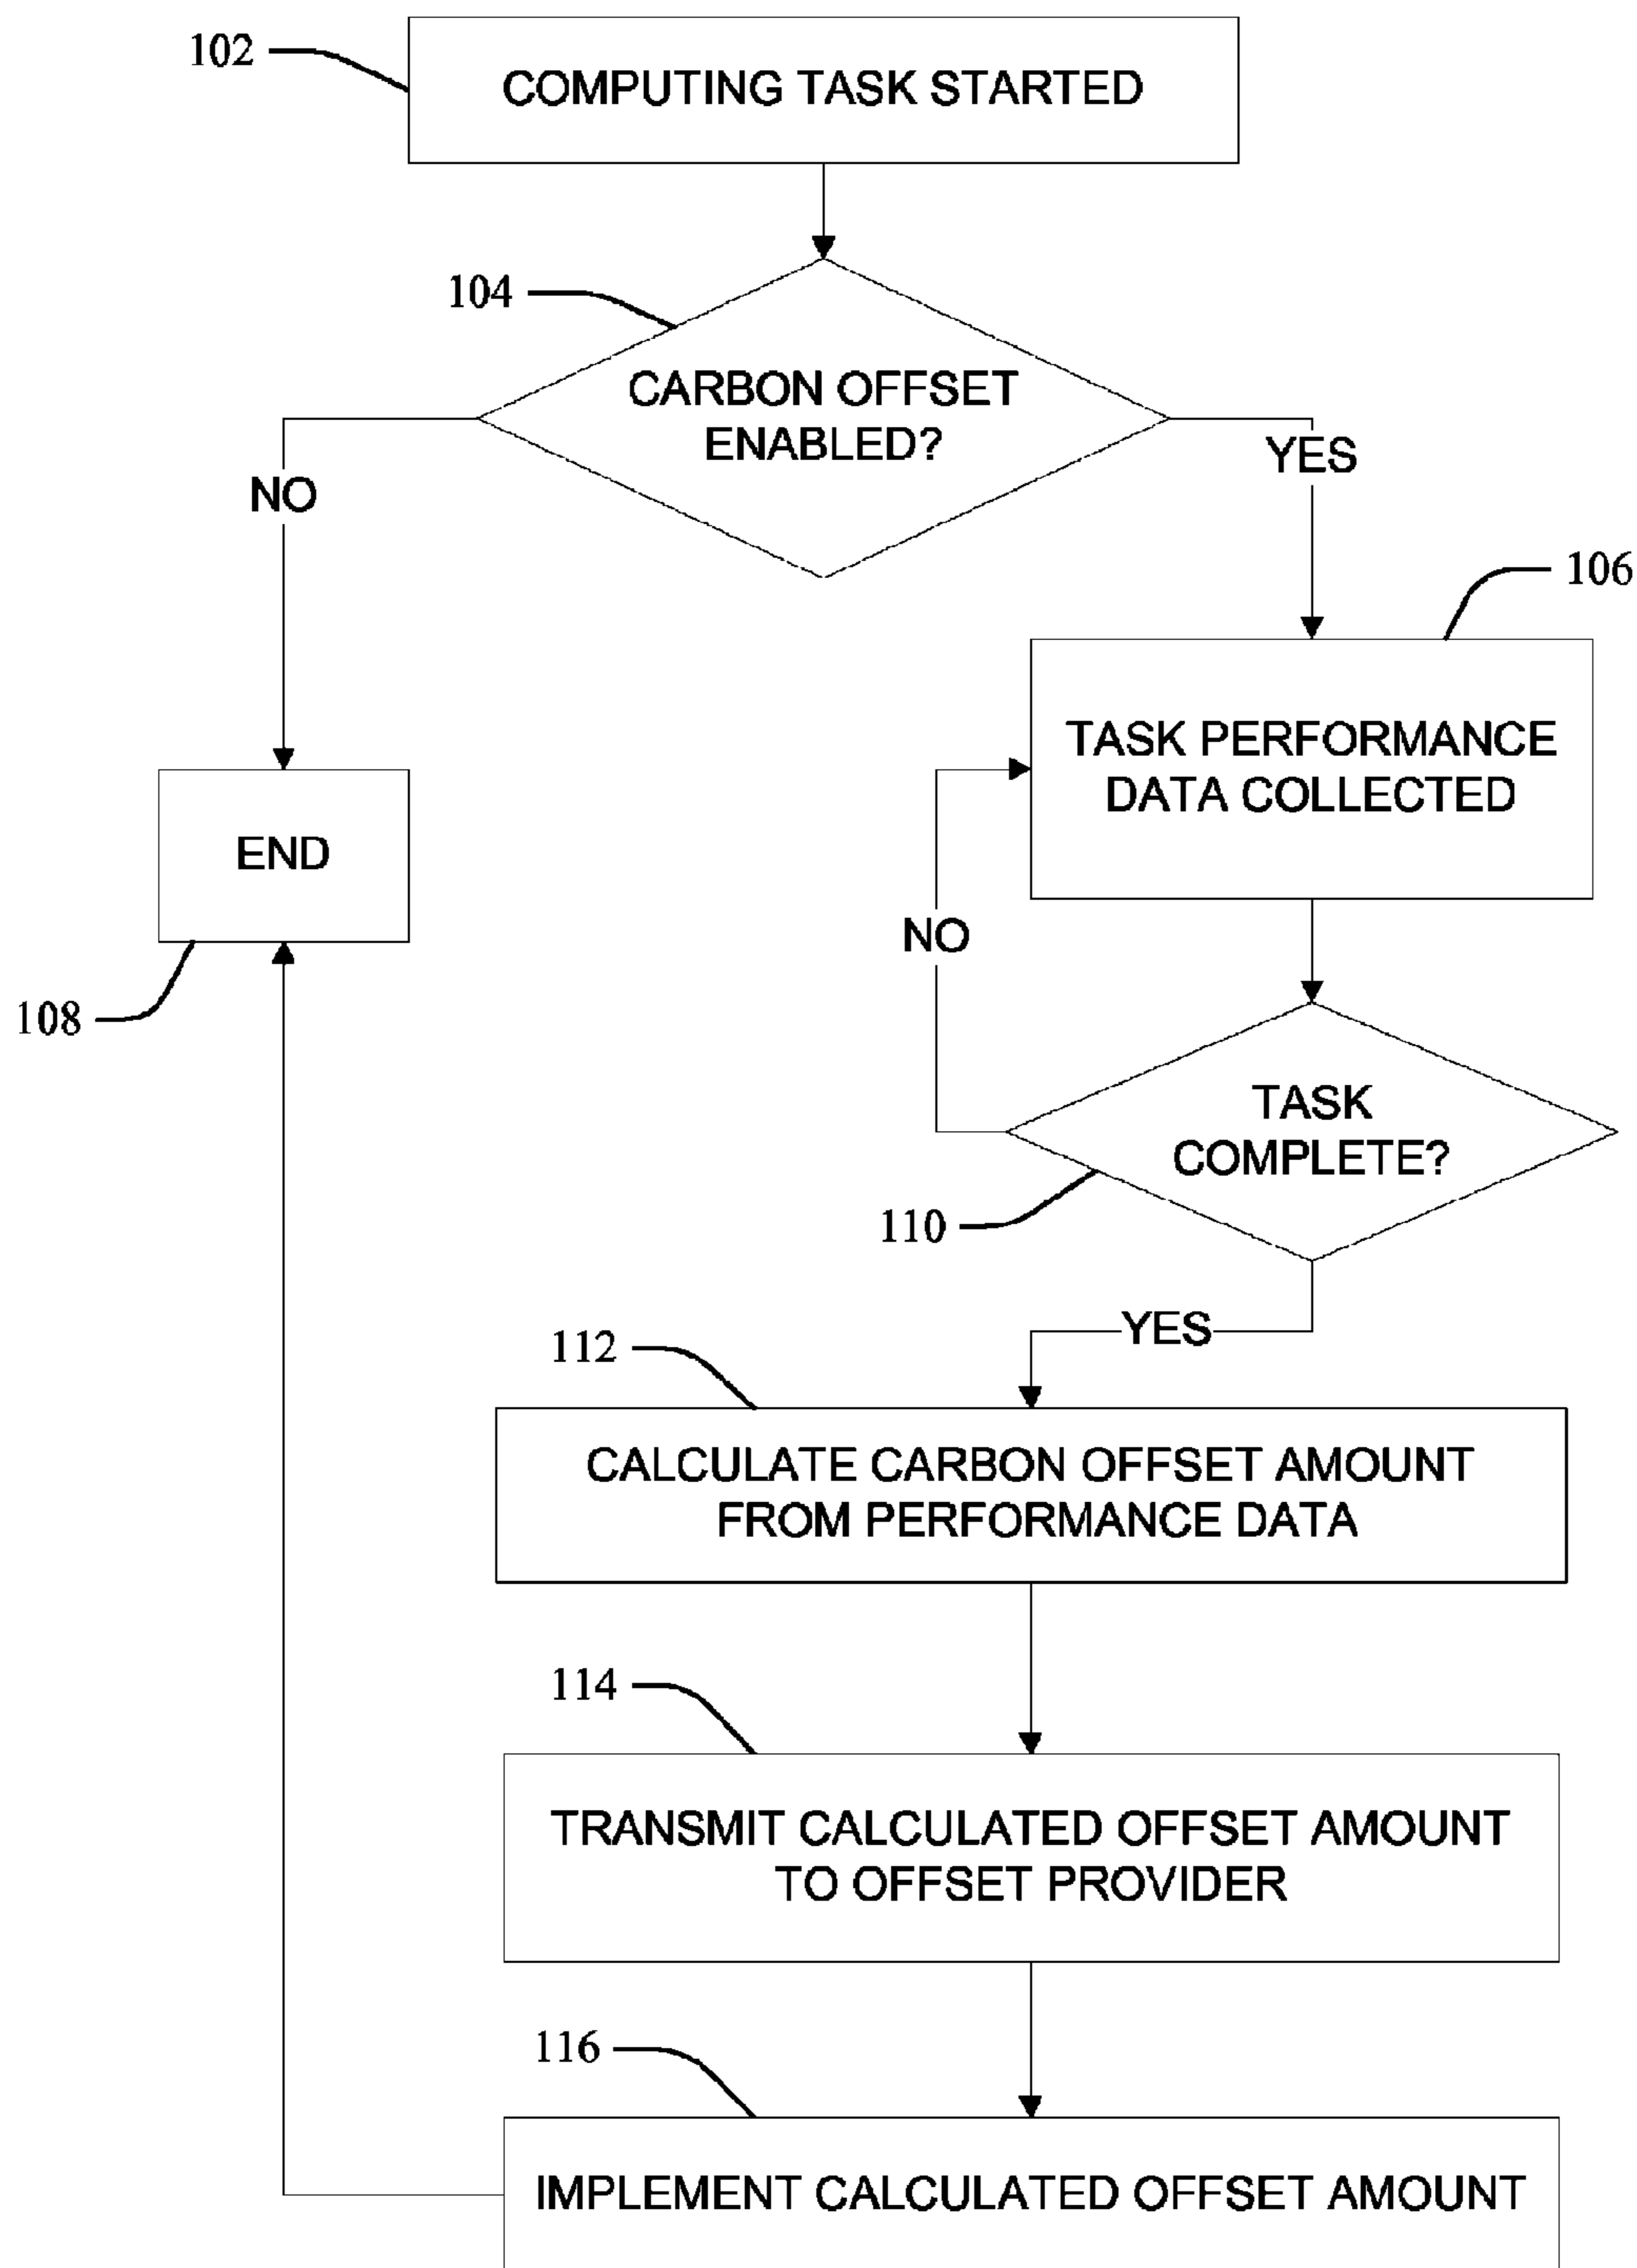 102
COMPUTING TASK STARTED
104
CARBON OFFSET
ENABLED?
NO
YES
106
TASK PERFORMANCE
DATA COLLECTED
END
NO
108
TASK
COMPLETE?
110
YES
112
CALCULATE CARBON OFFSET AMOUNT
FROM PERFORMANCE DATA
114
TRANSMIT CALCULATED OFFSET AMOUNT
TO OFFSET PROVIDER
116
IMPLEMENT CALCULATED OFFSET AMOUNT